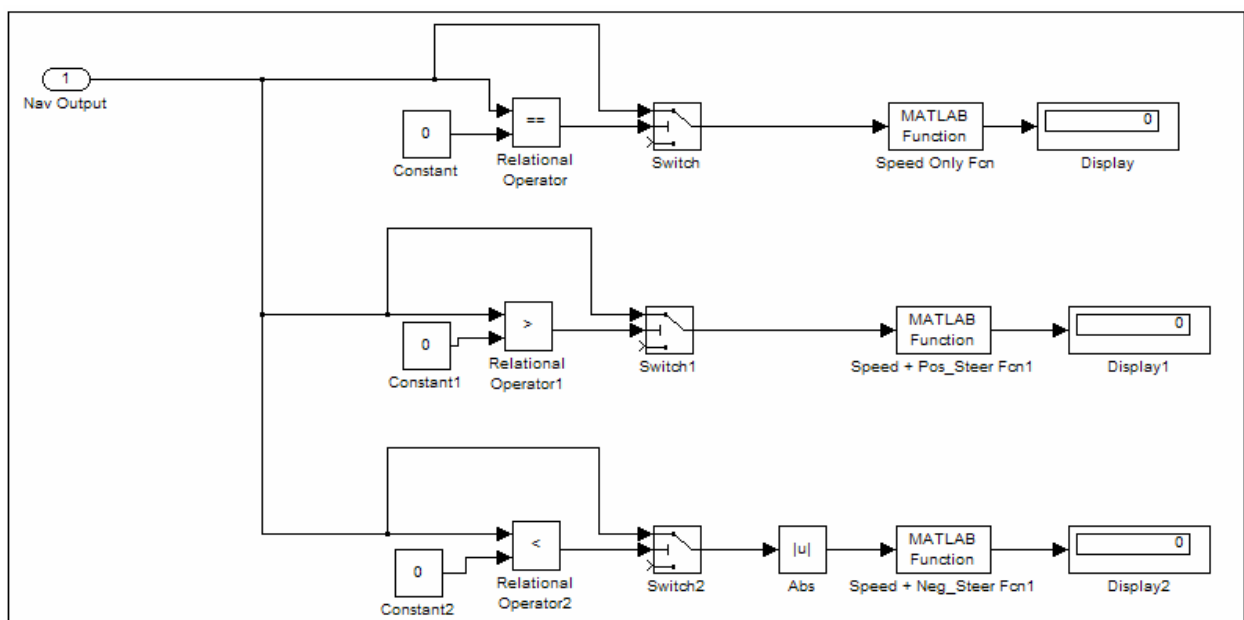 1
Nav Output
0
Constant
==
Relational
Operator
Switch
MATLAB
Function
Speed Only Fcn
0
Display
0
Constant1
>
Relational
Operator1
Switch1
MATLAB
Function
Speed + Pos_Steer Fcn1
0
Display1
0
Constant2
<
Relational
Operator2
Switch2
|u|
Abs
MATLAB
Function
Speed + Neg_Steer Fcn1
0
Display2